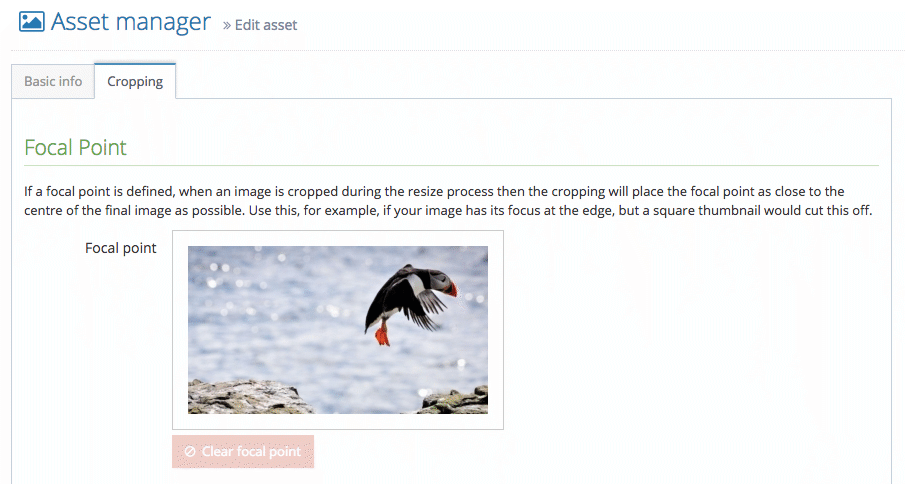 Asset manager » Edit asset
Basic info Cropping
Focal Point
If a focal point is defined, when an image is cropped during the resize process then the cropping will place the focal point as close to the
centre of the final image as possible. Use this, for example, if your image has its focus at the edge, but a square thumbnail would cut this off.
Focal point
Clear focal point